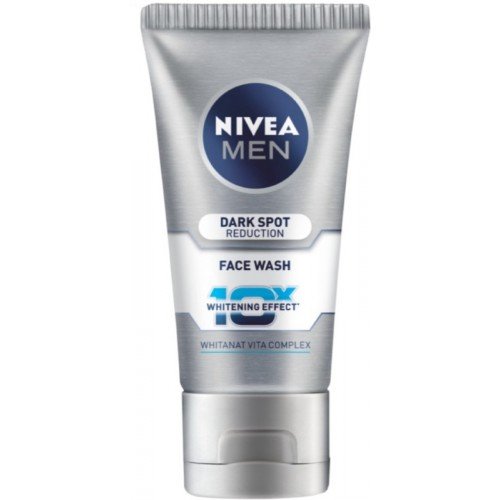 NIVEA
MEN
DARK SPOT
REDUCTION
FACE WASH
10X
WHITENING EFFECT*
WHITANAT VITA COMPLEX